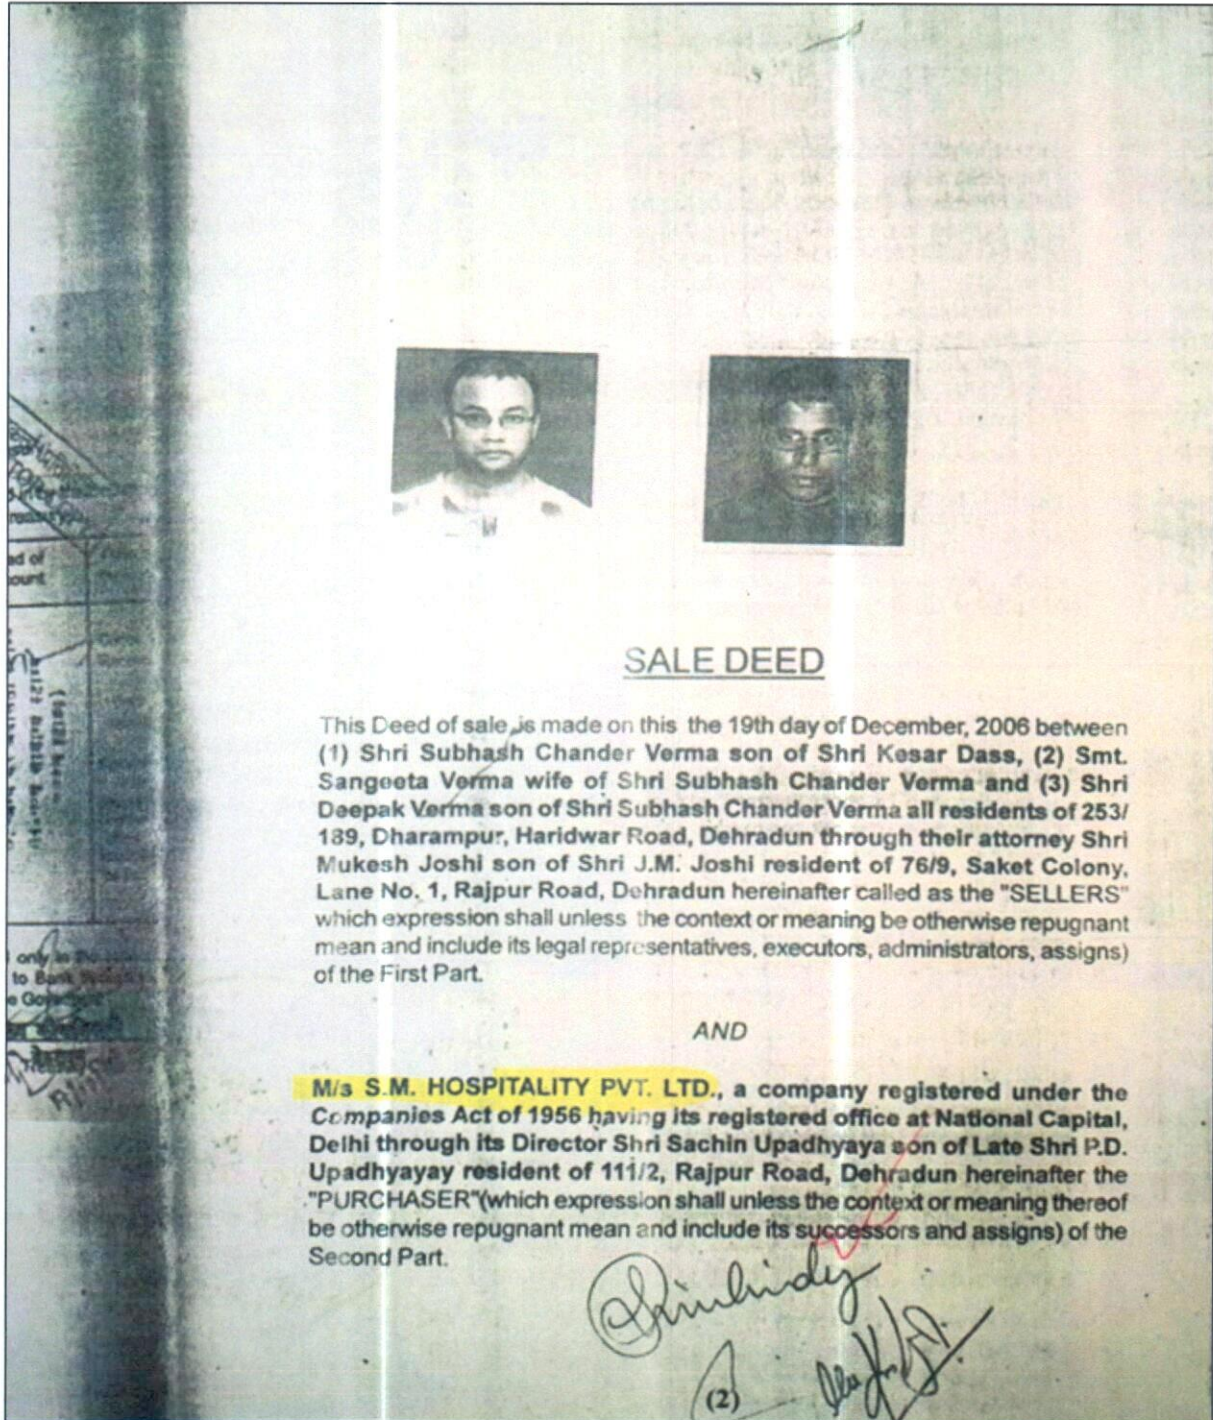 ad of
ount
only in the
to Bank
SALE DEED
This Deed of sale is made on this the 19th day of December, 2006 between
(1) Shri Subhash Chander Verma son of Shri Kesar Dass, (2) Smt.
Sangeeta Verma wife of Shri Subhash Chander Verma and (3) Shri
Deepak Verma son of Shri Subhash Chander Verma all residents of 253/
189, Dharampur, Haridwar Road, Dehradun through their attorney Shri
Mukesh Joshi son of Shri J.M. Joshi resident of 76/9, Saket Colony,
Lane No. 1, Rajpur Road, Dehradun hereinafter called as the "SELLERS"
which expression shall unless the context or meaning be otherwise repugnant
mean and include its legal representatives, executors, administrators, assigns)
of the First Part.
AND
M/s S.M. HOSPITALITY PVT. LTD., a company registered under the
Companies Act of 1956 having its registered office at National Capital,
Delhi through its Director Shri Sachin Upadhyaya son of Late Shri P.D.
Upadhyayay resident of 111/2, Rajpur Road, Dehradun hereinafter the
"PURCHASER"(which expression shall unless the context or meaning thereof
be otherwise repugnant mean and include its successors and assigns) of the
Second Part.
(2)